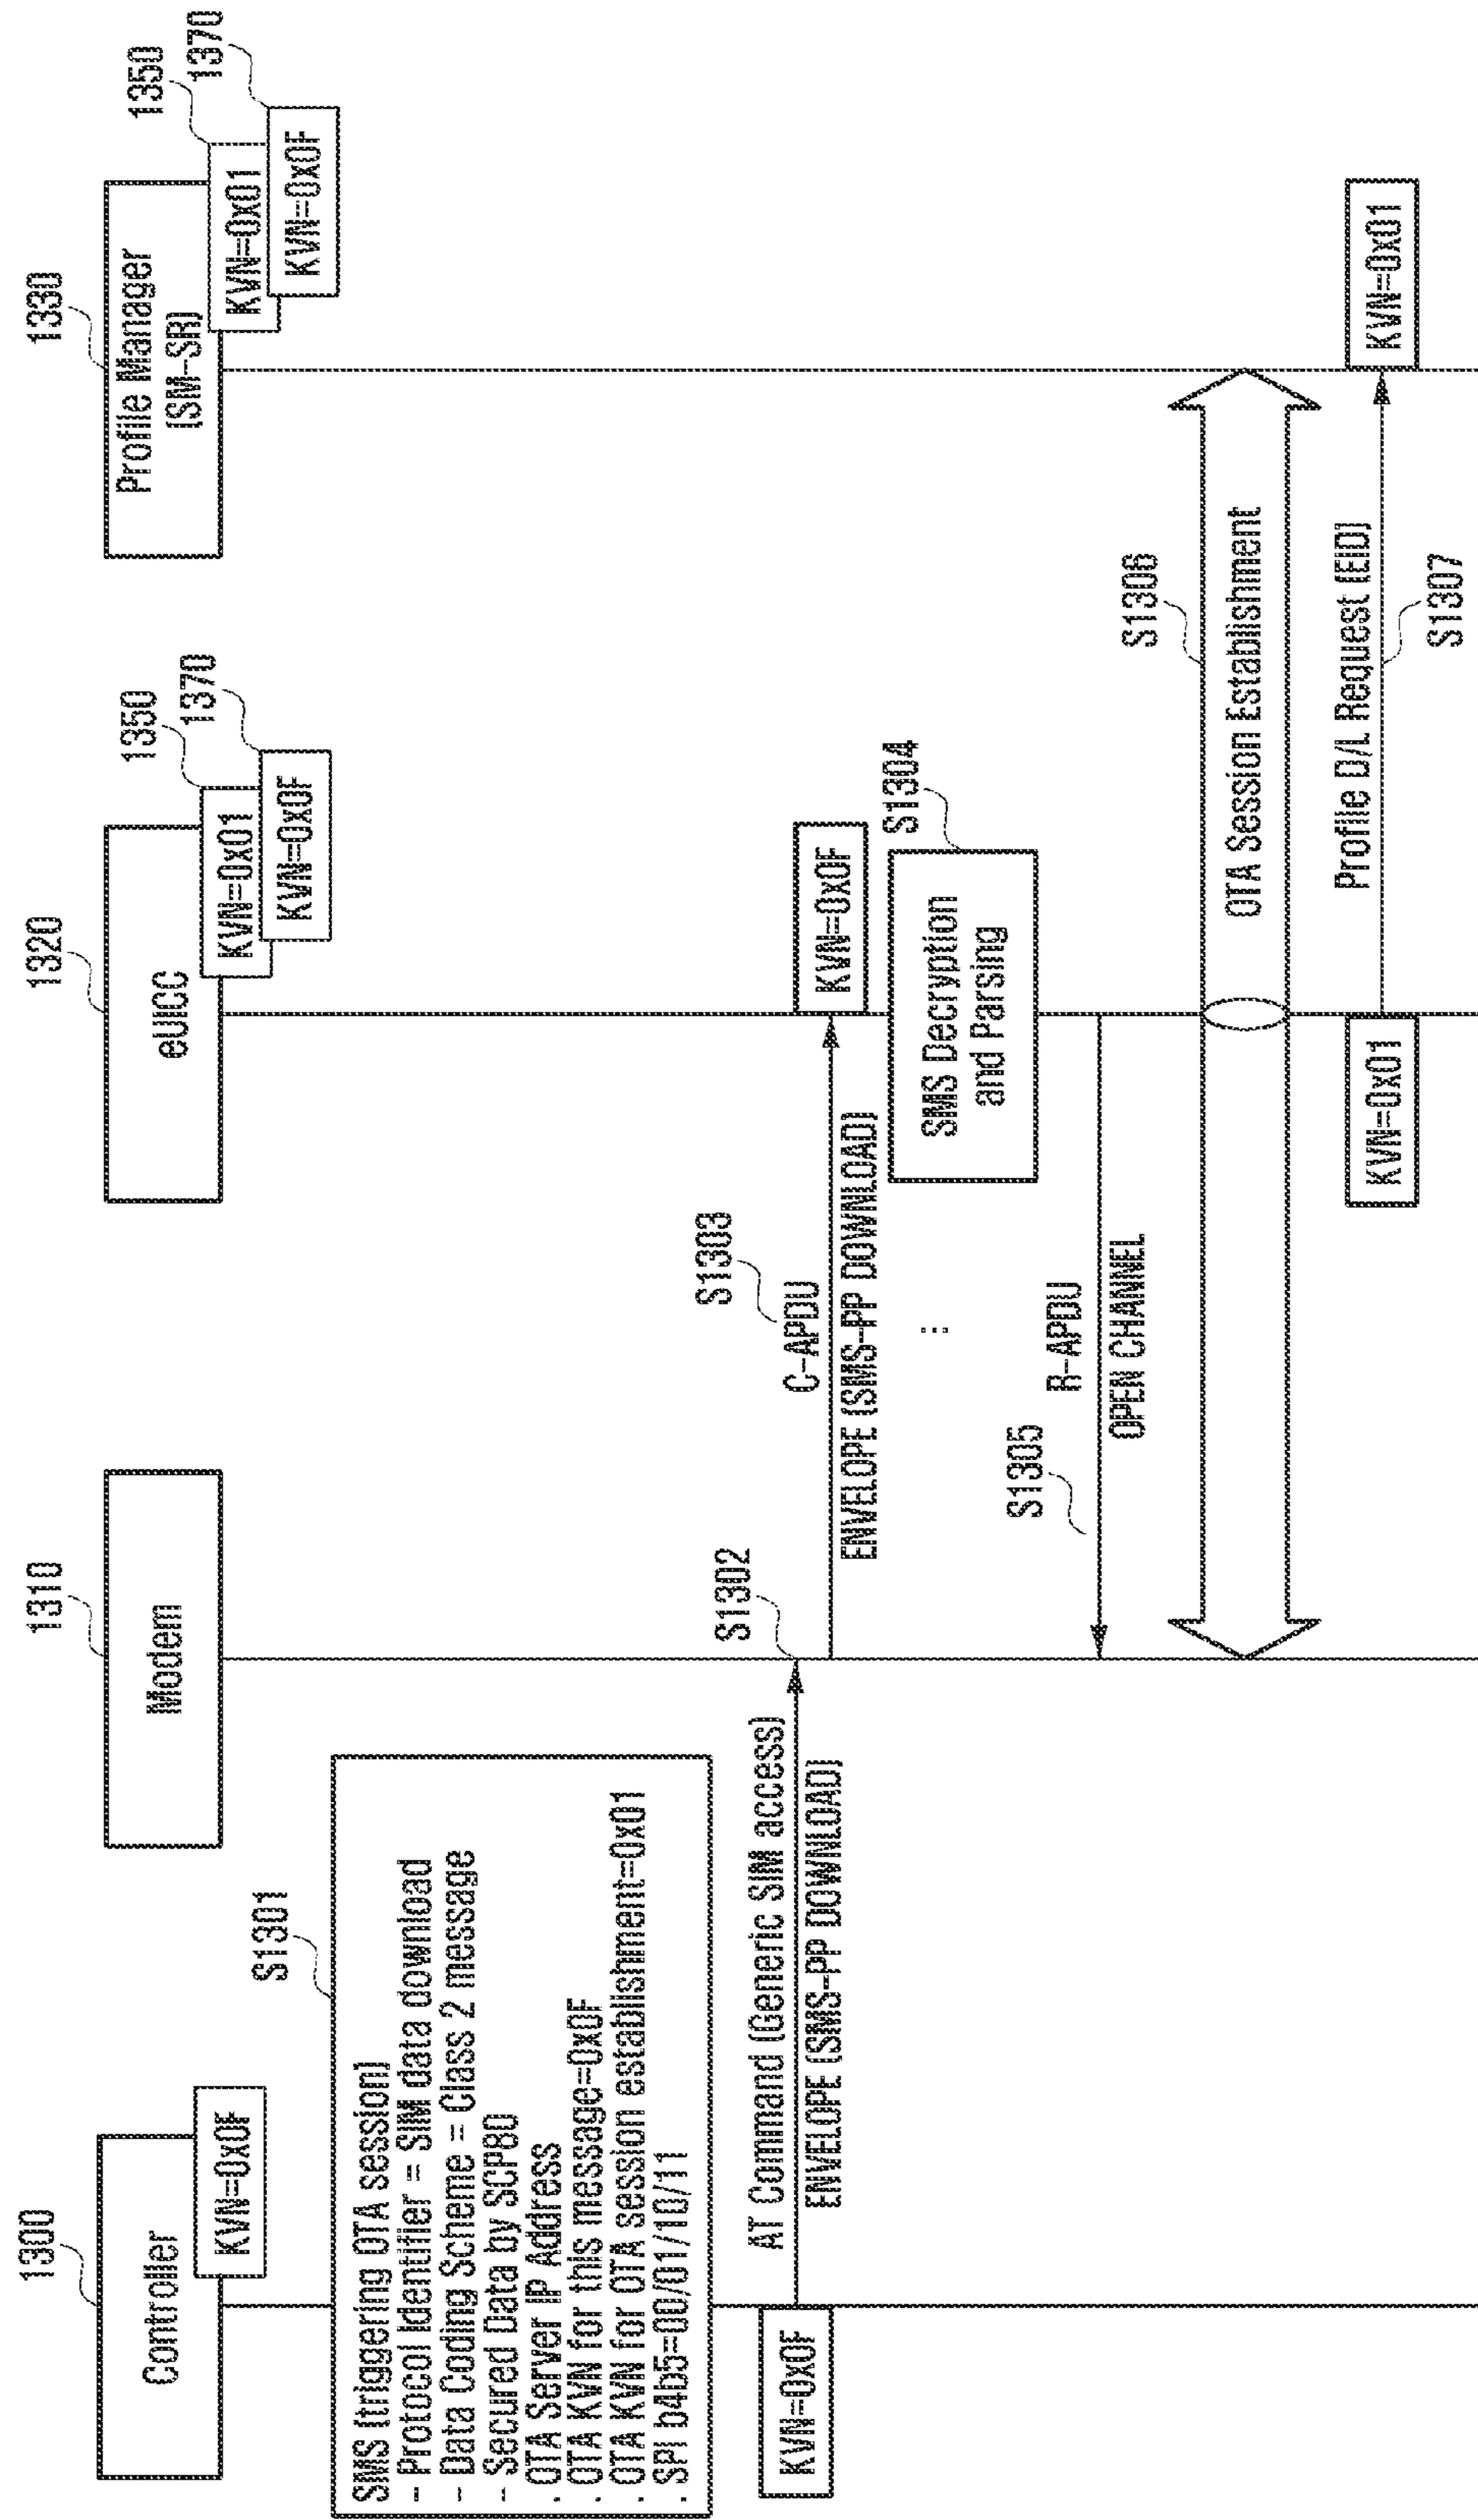 1300
Controller
KVN=0x0F
1310
Modem
1320
eUICC
1350
KVN=0x01
1370
KVN=0x0F
1330
Profile Manager
(SM-SR)
1350
KVN=0x01
1370
KVN=0x0F
S1301
SMS (triggering OTA session)
- Protocol Identifier = SIM data download
- Data Coding Scheme = Class 2 message
- Secured Data by SCP80
: OTA Server IP Address
: OTA KVN for this message=0x0F
: OTA KVN for OTA session establishment=0x01
: SPI b4b5=00/01/10/11
KVN=0x0F
AT Command (Generic SIM access)
ENVELOPE (SMS-PP DOWNLOAD)
S1302
S1303
C-APDU
ENVELOPE (SMS-PP DOWNLOAD)
KVN=0x0F
SMS Decryption
and Parsing
S1304
...
S1305
R-APDU
OPEN CHANNEL
S1306
OTA Session Establishment
KVN=0x01
Profile D/L Request (EID)
S1307
KVN=0x01